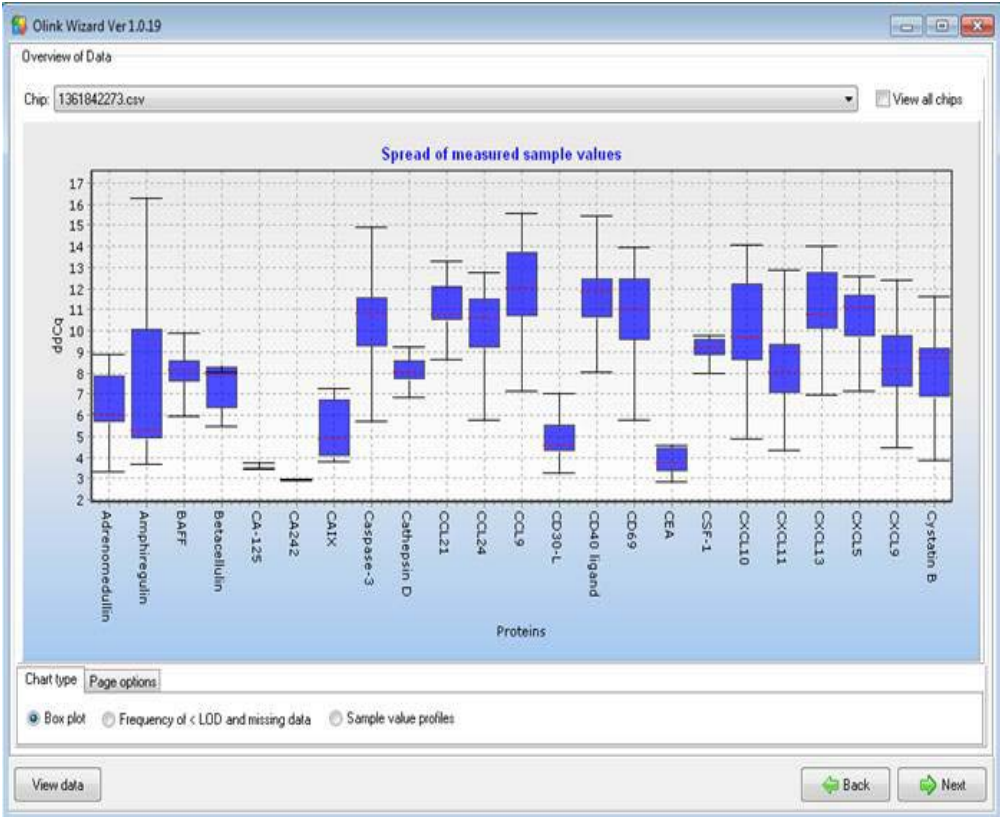 Olink Wizard Ver 1.0.19
Overview of Data
Chip: 1361842273.csv
View all chips
Spread of measured sample values
17
16
15
14
13
12
11
10
9
8
7
6
5
4
3
2
ddCq
Adrenomedullin
Amphiregulin
BAFF
Betacellulin
CA-125
CA242
CAIX
Caspase-3
Cathepsin D
CCL21
CCL24
CCL9
CD30-L
CD40 ligand
CD69
CEA
CSF-1
CXCL10
CXCL11
CXCL13
CXCL5
CXCL9
Cystatin B
Proteins
Chart type Page options
Box plot Frequency of < LOD and missing data Sample value profiles
View data Back Next